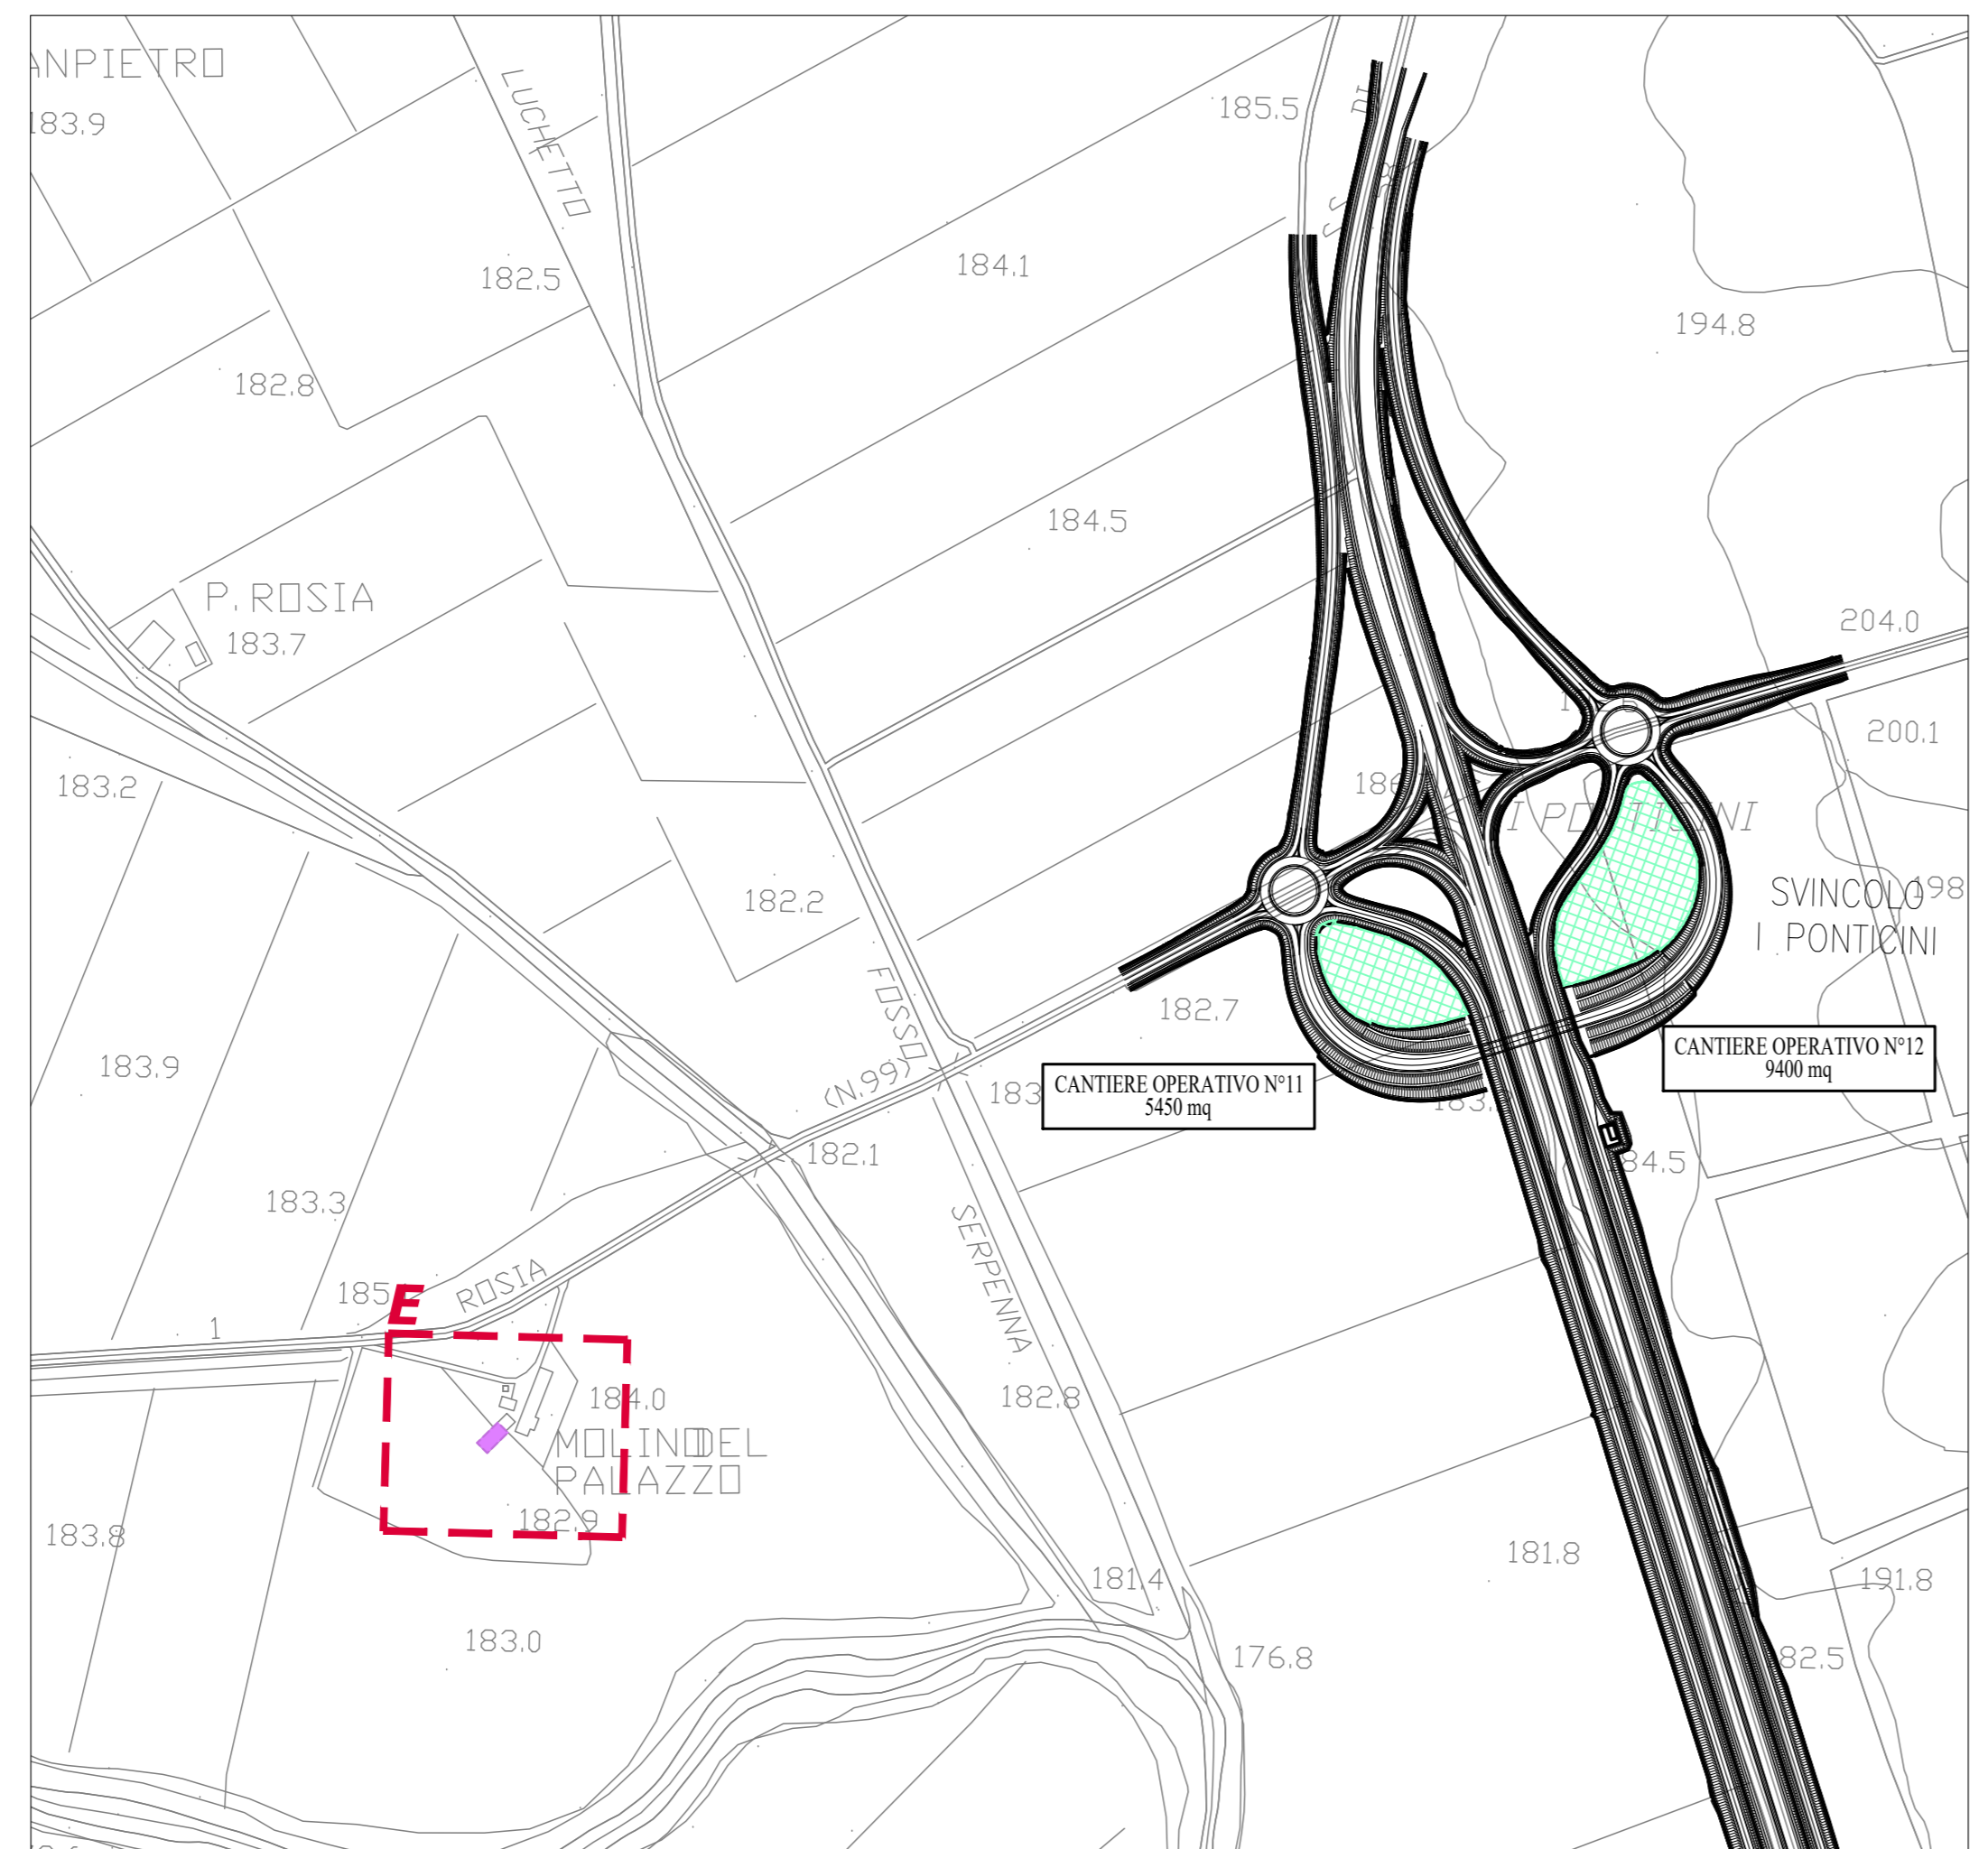 ANPIETRO
183.9
LUCHETTO
185.5
DI
SS
182.5
184.1
194.8
182.8
184.5
P. ROSIA
183.7
204.0
200.1
183.2
I PONTICINI
182.2
SVINCOLO
I PONTICINI
198
FOSSO
182.7
183.9
(N.99)
183
CANTIERE OPERATIVO N°11
5450 mq
CANTIERE OPERATIVO N°12
9400 mq
182.1
84.5
183.3
SERPENNA
185
E
ROSIA
1
184.0
182.8
MOLINO DEL
PALAZZO
182.9
183.8
181.8
181.4
191.8
183.0
176.8
82.5